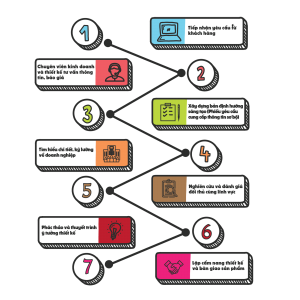 1
Tiếp nhận yêu cầu từ
khách hàng
Chuyên viên kinh doanh
và thiết kế tư vấn thông
tin, báo giá
2
3
Xây dựng bản định hướng
sáng tạo (Phiếu yêu cầu
cung cấp thông tin sơ bộ)
Tìm hiểu chi tiết, kỹ lưỡng
về doanh nghiệp
4
5
Nghiên cứu và đánh giá
đối thủ cùng lĩnh vực
Phác thảo và thuyết trình
ý tưởng thiết kế
6
7
Lập cẩm nang thiết kế
và bàn giao sản phẩm